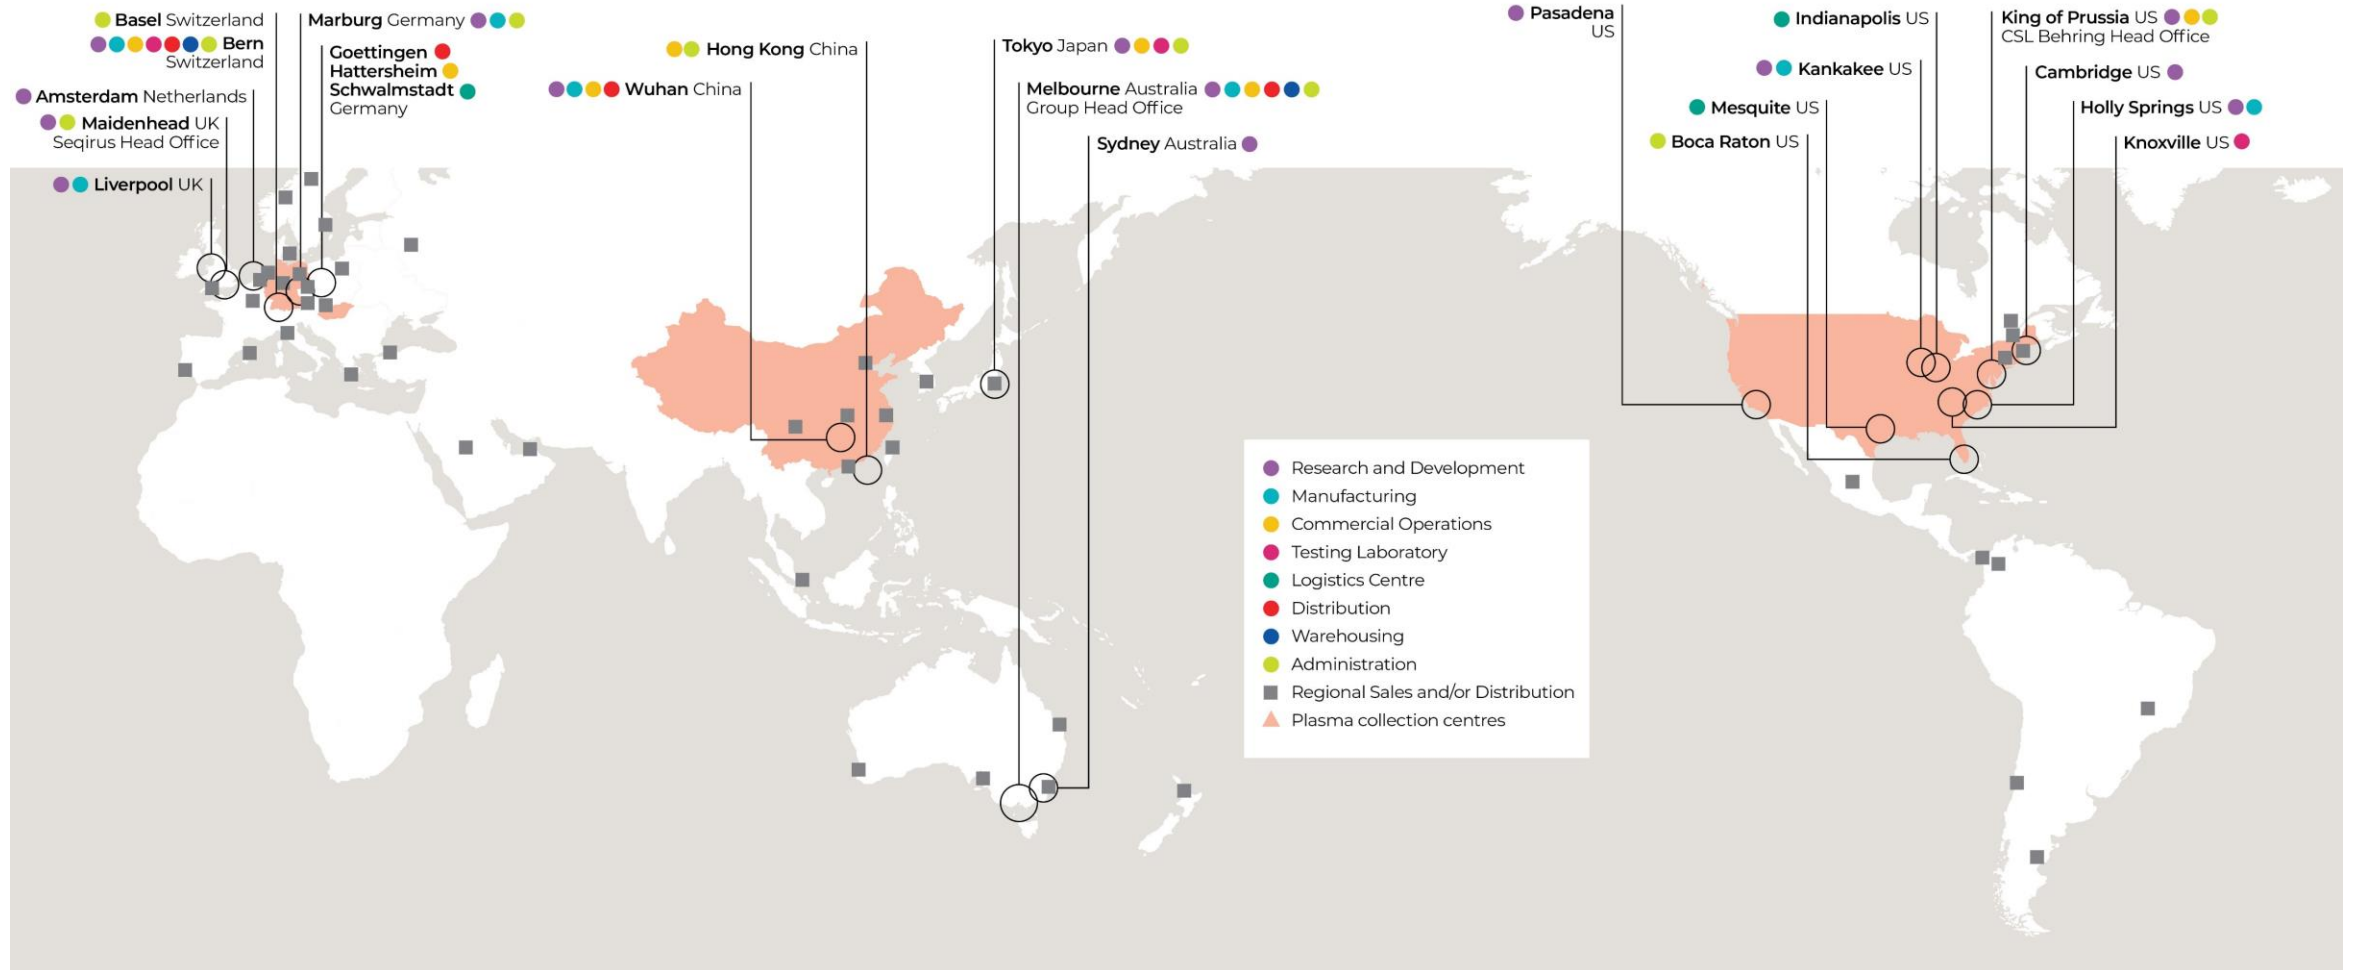 Basel Switzerland
Bern
Switzerland
Amsterdam Netherlands
Maidenhead UK
Seqirus Head Office
Liverpool UK
Marburg Germany
Goettingen
Hattersheim
Schwalmstadt
Germany
Hong Kong China
Wuhan China
Tokyo Japan
Melbourne Australia
Group Head Office
Sydney Australia
Pasadena
US
Indianapolis US
Kankakee US
Mesquite US
Boca Raton US
King of Prussia US
CSL Behring Head Office
Cambridge US
Holly Springs US
Knoxville US
Research and Development
Manufacturing
Commercial Operations
Testing Laboratory
Logistics Centre
Distribution
Warehousing
Administration
Regional Sales and/or Distribution
Plasma collection centres